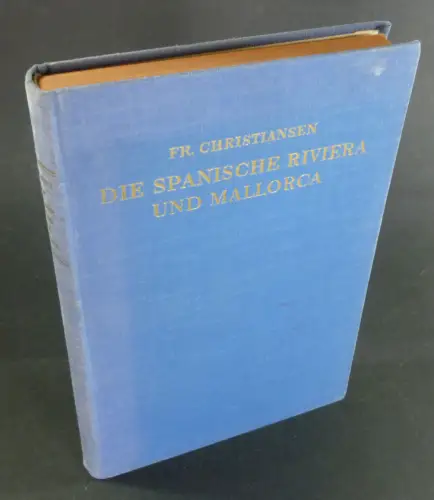 FR. CHRISTIANSEN
DIE SPANISCHE RIVIERA
UND MALLORCA